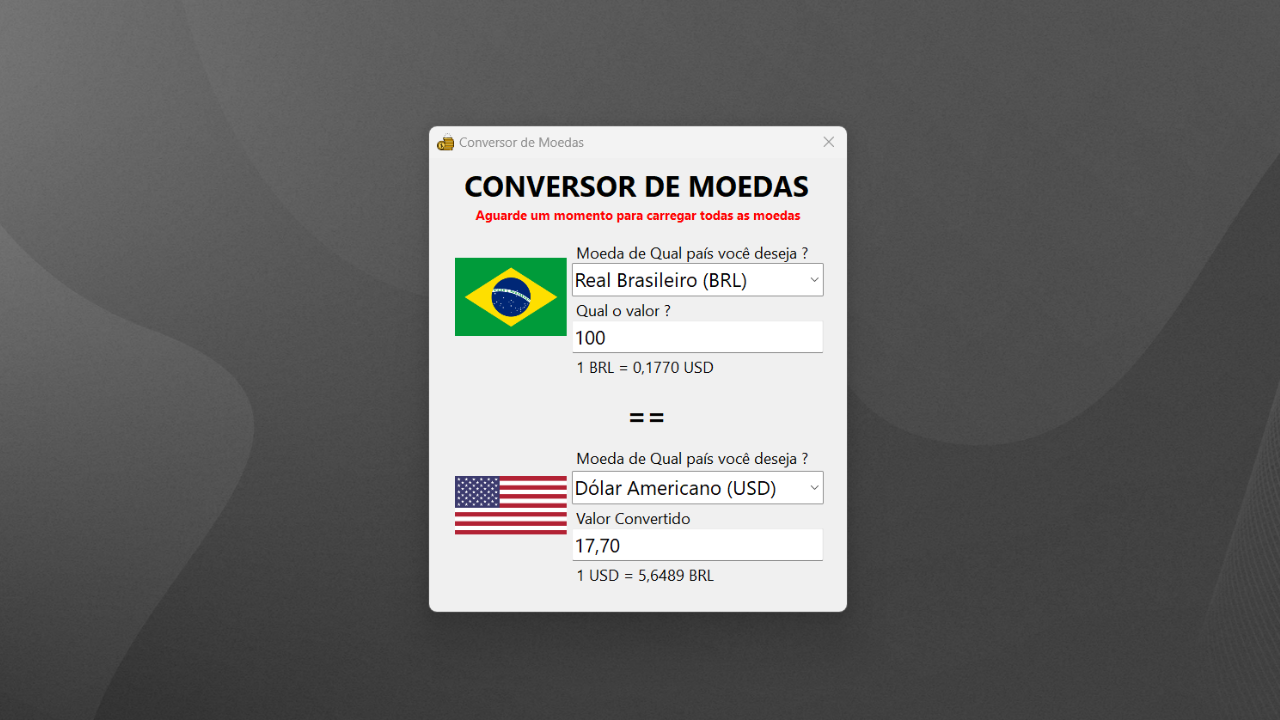 Conversor de Moedas
CONVERSOR DE MOEDAS
Aguarde um momento para carregar todas as moedas
Moeda de Qual país você deseja ?
Real Brasileiro (BRL)
Qual o valor ?
100
1 BRL = 0,1770 USD
==
Moeda de Qual país você deseja ?
Dólar Americano (USD)
Valor Convertido
17,70
1 USD = 5,6489 BRL